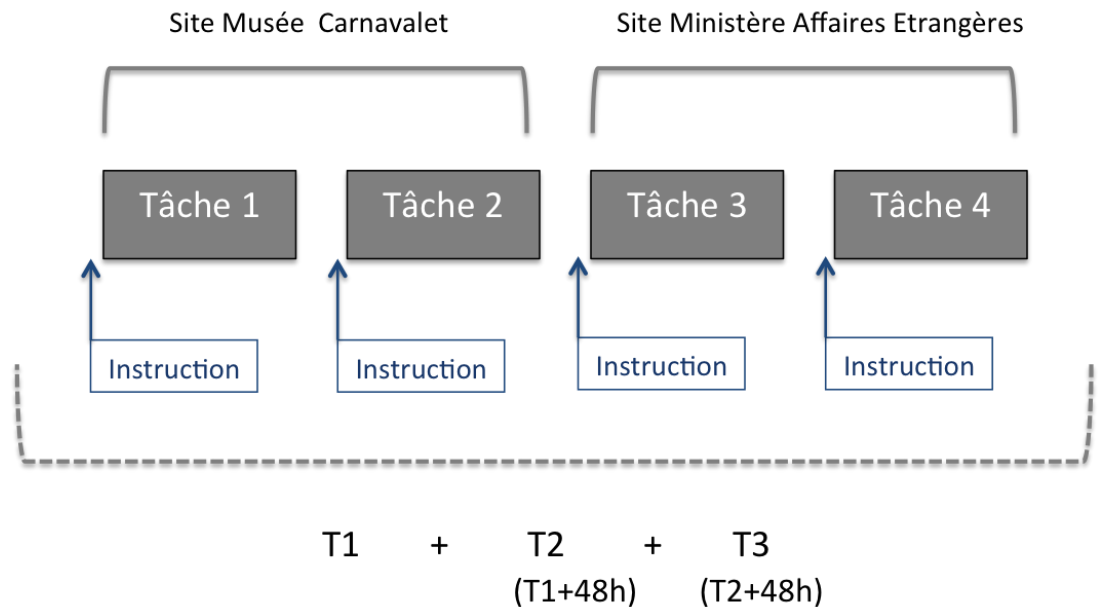 Site Musée Carnavalet
Site Ministère Affaires Etrangères
Tâche 1
Tâche 2
Tâche 3
Tâche 4
Instruction
Instruction
Instruction
Instruction
T1 + T2 + T3
(T1+48h) (T2+48h)